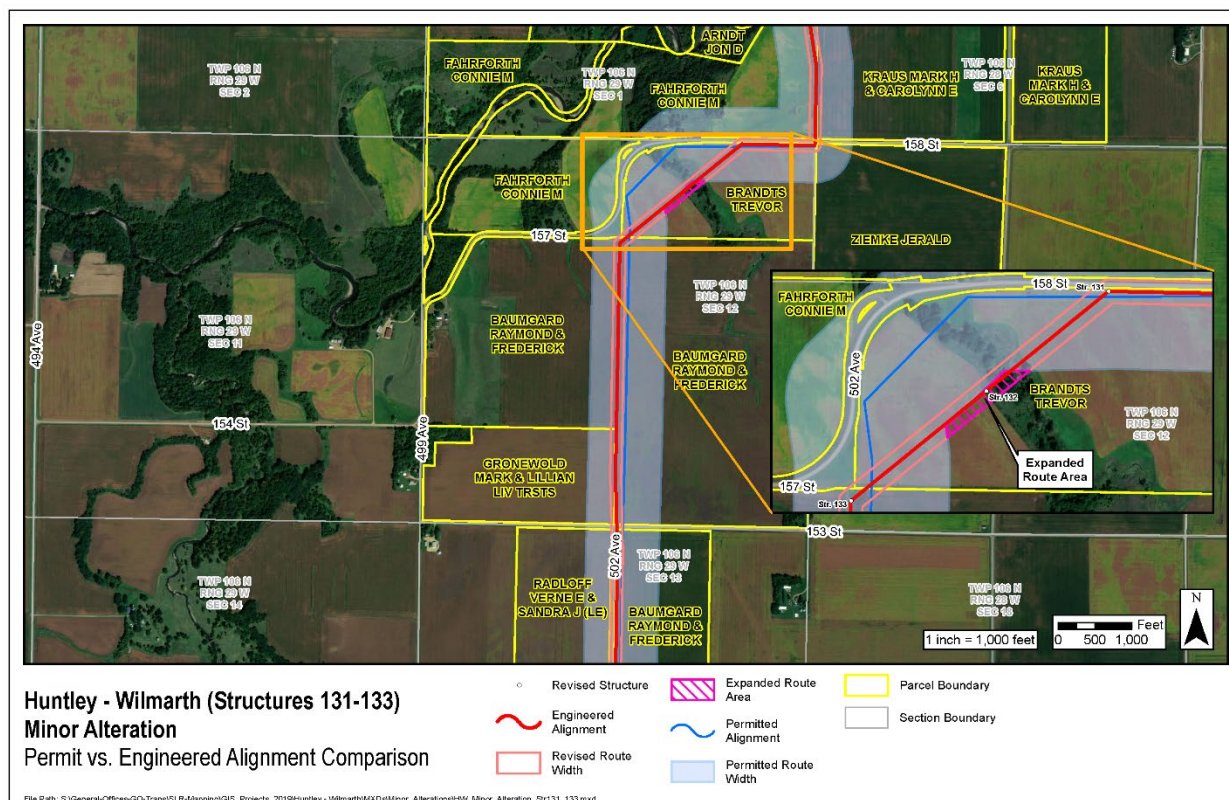 ARNDT
JON D
FAHRFORTH
CONNIE M
TWP 106 N
RNG 29 W
SEC 2
TWP 106 N
RNG 29 W
SEC 1
FAHRFORTH
CONNIE M
KRAUS MARK H
& CAROLYNN E
TWP 106 N
RNG 28 W
SEC 6
KRAUS
MARK H &
CAROLYNN E
158 St
FAHRFORTH
CONNIE M
BRANDTS
TREVOR
157 St
ZIEMKE JERALD
494 Ave
TWP 106 N
RNG 29 W
SEC 11
BAUMGARD
RAYMOND &
FREDERICK
TWP 106 N
RNG 29 W
SEC 12
BAUMGARD
RAYMOND &
FREDERICK
154 St
499 Ave
GRONEWOLD
MARK & LILLIAN
LIV TRSTS
153 St
502 Ave
TWP 106 N
RNG 29 W
SEC 14
RADLOFF
VERNE E &
SANDRA J (LE)
TWP 106 N
RNG 29 W
SEC 13
BAUMGARD
RAYMOND &
FREDERICK
TWP 106 N
RNG 28 W
SEC 18
FAHRFORTH
CONNIE M
158 St
Str. 131
502 Ave
BRANDTS
TREVOR
Str. 132
TWP 106 N
RNG 29 W
SEC 12
Expanded
Route Area
157 St
Str. 133
1 inch = 1,000 feet
Feet
0 500 1,000
N
Huntley - Wilmarth (Structures 131-133)
Minor Alteration
Permit vs. Engineered Alignment Comparison
Revised Structure
Engineered
Alignment
Revised Route
Width
Expanded Route
Area
Permitted
Alignment
Permitted Route
Width
Parcel Boundary
Section Boundary